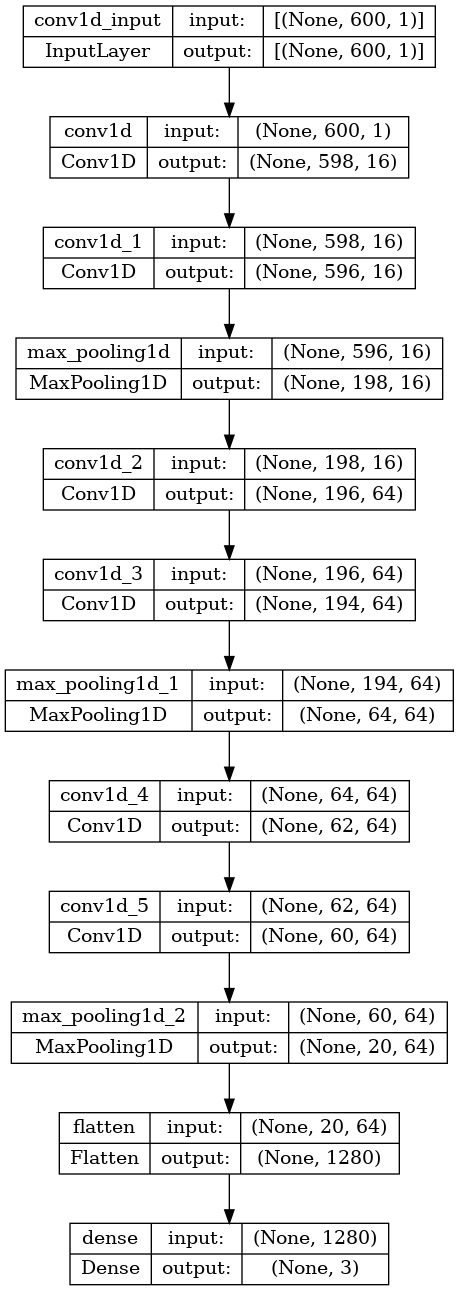 conv1d_input input: [(None, 600, 1)]
InputLayer output: [(None, 600, 1)]
conv1d input: (None, 600, 1)
Conv1D output: (None, 598, 16)
conv1d_1 input: (None, 598, 16)
Conv1D output: (None, 596, 16)
max_pooling1d input: (None, 596, 16)
MaxPooling1D output: (None, 198, 16)
conv1d_2 input: (None, 198, 16)
Conv1D output: (None, 196, 64)
conv1d_3 input: (None, 196, 64)
Conv1D output: (None, 194, 64)
max_pooling1d_1 input: (None, 194, 64)
MaxPooling1D output: (None, 64, 64)
conv1d_4 input: (None, 64, 64)
Conv1D output: (None, 62, 64)
conv1d_5 input: (None, 62, 64)
Conv1D output: (None, 60, 64)
max_pooling1d_2 input: (None, 60, 64)
MaxPooling1D output: (None, 20, 64)
flatten input: (None, 20, 64)
Flatten output: (None, 1280)
dense input: (None, 1280)
Dense output: (None, 3)